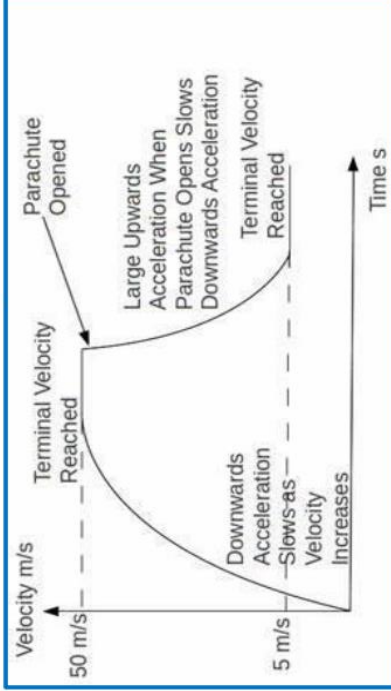 Velocity m/s
50 m/s
5 m/s
Terminal Velocity
Reached
Parachute
Opened
Downwards
Acceleration
Slows as
Velocity
Increases
Large Upwards
Acceleration When
Parachute Opens Slows
Downwards Acceleration
Terminal Velocity
Reached
Time s